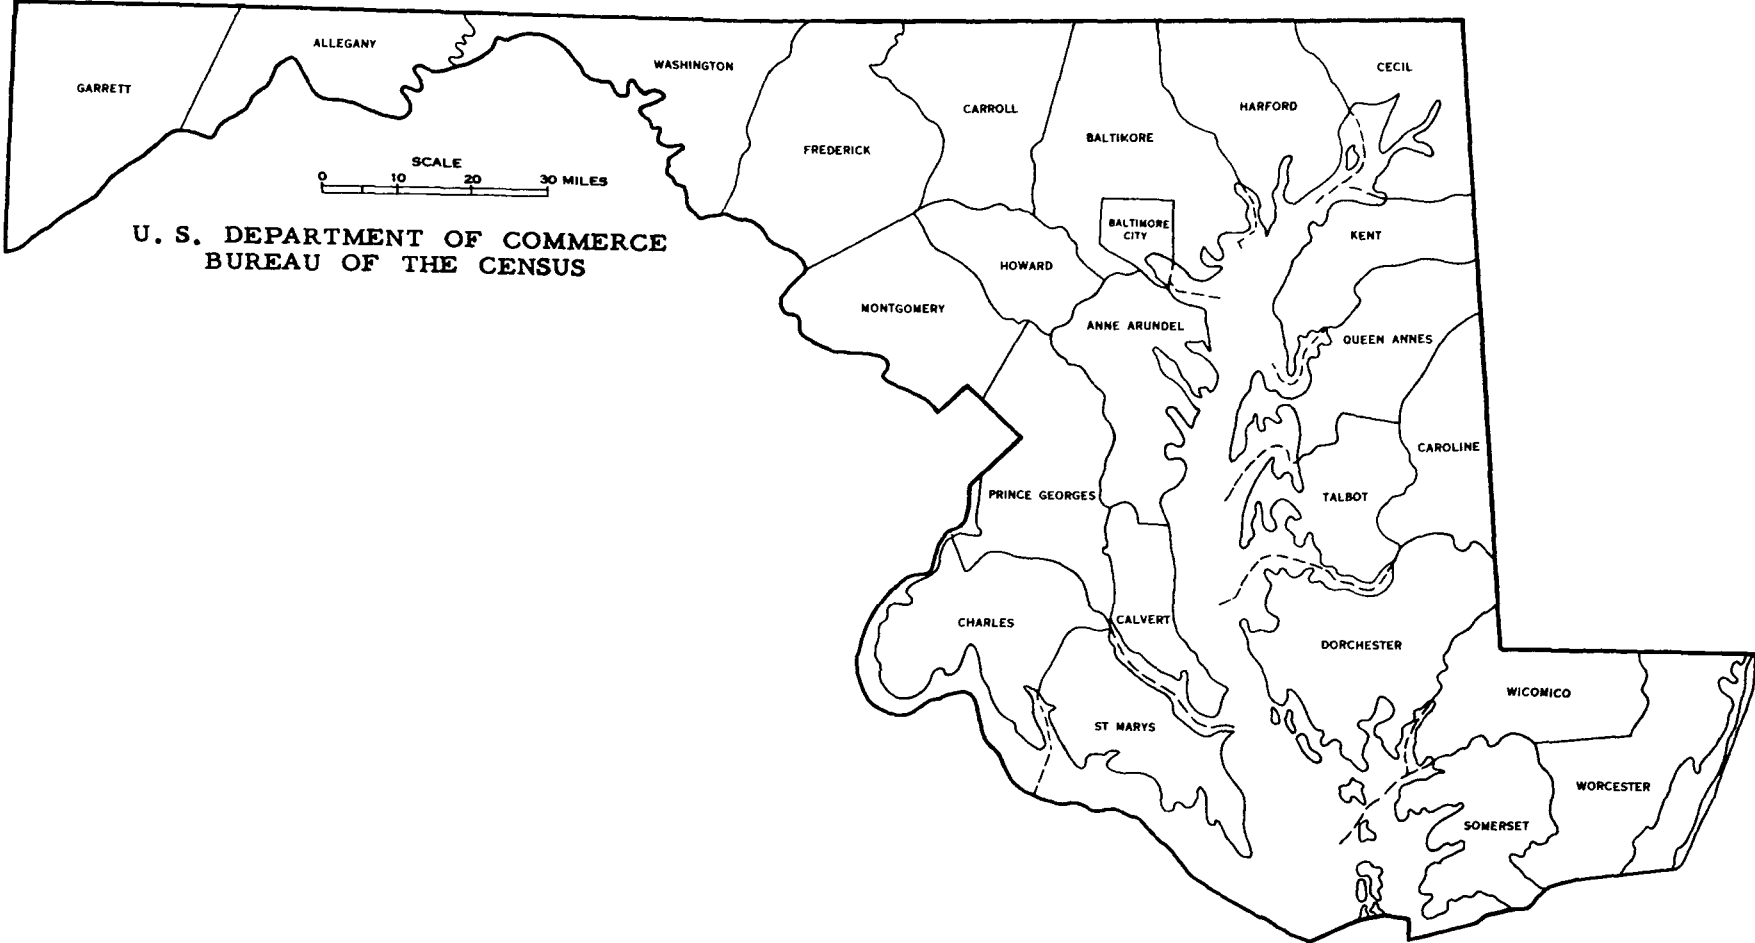 ALLEGANY
WASHINGTON
CECIL
GARRETT
HARFORD
CARROLL
BALTIKORE
FREDERICK
SCALE
0 10 20 30 MILES
U. S. DEPARTMENT OF COMMERCE
BUREAU OF THE CENSUS
BALTIMORE
CITY
KENT
HOWARD
MONTGOMERY
ANNE ARUNDEL
QUEEN ANNES
CAROLINE
PRINCE GEORGES
TALBOT
CHARLES
CALVERT
DORCHESTER
WICOMICO
ST MARYS
WORCESTER
SOMERSET